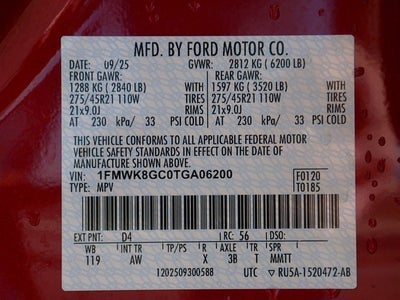 MFD. BY FORD MOTOR CO.
DATE: 09/25 GVWR: 2812 KG ( 6200 LB)
FRONT GAWR: REAR GAWR:
1288 KG ( 2840 LB) WITH 1597 KG ( 3520 LB) WITH
275/45R21 110W TIRES 275/45R21 110W TIRES
21x9.0J RIMS 21x9.0J RIMS
AT 230 kPa/ 33 PSI COLD AT 230 kPa/ 33 PSI COLD
THIS VEHICLE CONFORMS TO ALL APPLICABLE FEDERAL MOTOR
VEHICLE SAFETY STANDARDS IN EFFECT ON THE DATE OF MANUFACTURE
SHOWN ABOVE.
VIN: 1FMWK8GC0TGA06200 F0120
TYPE: MPV T0185
EXT PNT: D4 RC: 56 DSO:
WB INT TR TP/PS R AXLE TR SPR
119 AW X 3B T MMTT
1202509300588 UTC ▽ RU5A-1520472-AB